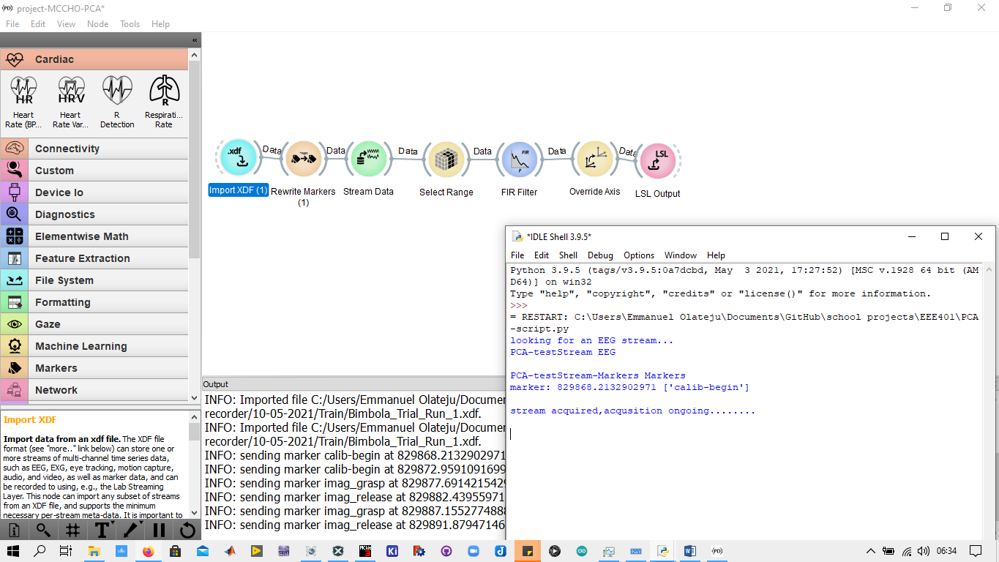 project-MCCHO-PCA*
File Edit View Node Tools Help
«
Cardiac
HR HRV R
Heart Rate (BP... Heart Rate Var... R Detection Respirati... Rate
Connectivity
Custom
Device Io
Diagnostics
Elementwise Math
Feature Extraction
File System
Formatting
Gaze
Machine Learning
Markers
Network
Import XDF
Import data from an xdf file. The XDF file
format (see "more.." link below) can store one or
more streams of multi-channel time series data,
such as EEG, EXG, eye tracking, motion capture,
audio, and video, as well as marker data, and can
be recorded to using, e.g., the Lab Streaming
Layer. This node can import any subset of streams
from an XDF file, and supports the minimum
necessary per-stream meta-data. It is important to
.xdf Data Data Data Data FIR F Data Data LSL
Import XDF (1) Rewrite Markers (1) Stream Data Select Range FIR Filter Override Axis LSL Output
Output
INFO: Imported file C:/Users/Emmanuel Olateju/Documen
recorder/10-05-2021/Train/Bimbola_Trial_Run_1.xdf.
INFO: Imported file C:/Users/Emmanuel Olateju/Documen
recorder/10-05-2021/Train/Bimbola_Trial_Run_1.xdf.
INFO: sending marker calib-begin at 829868.2132902971
INFO: sending marker calib-begin at 829872.9591091699
INFO: sending marker imag_grasp at 829877.6914215429
INFO: sending marker imag_release at 829882.43955971
INFO: sending marker imag_grasp at 829887.1552774888
INFO: sending marker imag_release at 829891.87947146
*IDLE Shell 3.9.5*
File Edit Shell Debug Options Window Help
Python 3.9.5 (tags/v3.9.5:0a7dcbd, May  3 2021, 17:27:52) [MSC v.1928 64 bit (AM
D64)] on win32
Type "help", "copyright", "credits" or "license()" for more information.
>>>
= RESTART: C:\Users\Emmanuel Olateju\Documents\GitHub\school projects\EEE401\PCA
-script.py
looking for an EEG stream...
PCA-testStream EEG
PCA-testStream-Markers Markers
marker: 829868.2132902971 ['calib-begin']
stream acquired,acqusition ongoing........
06:34